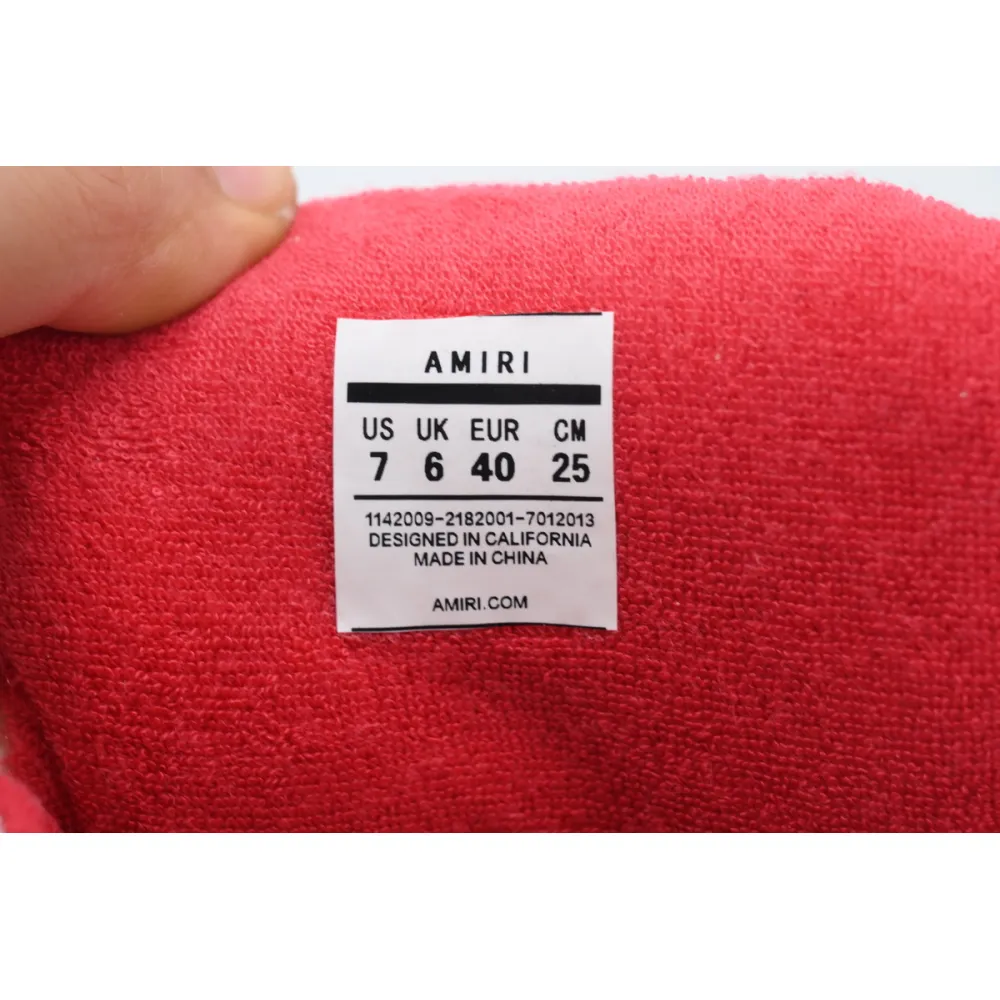 AMIRI
US UK EUR CM
7 6 40 25
1142009-2182001-7012013
DESIGNED IN CALIFORNIA
MADE IN CHINA
AMIRI.COM